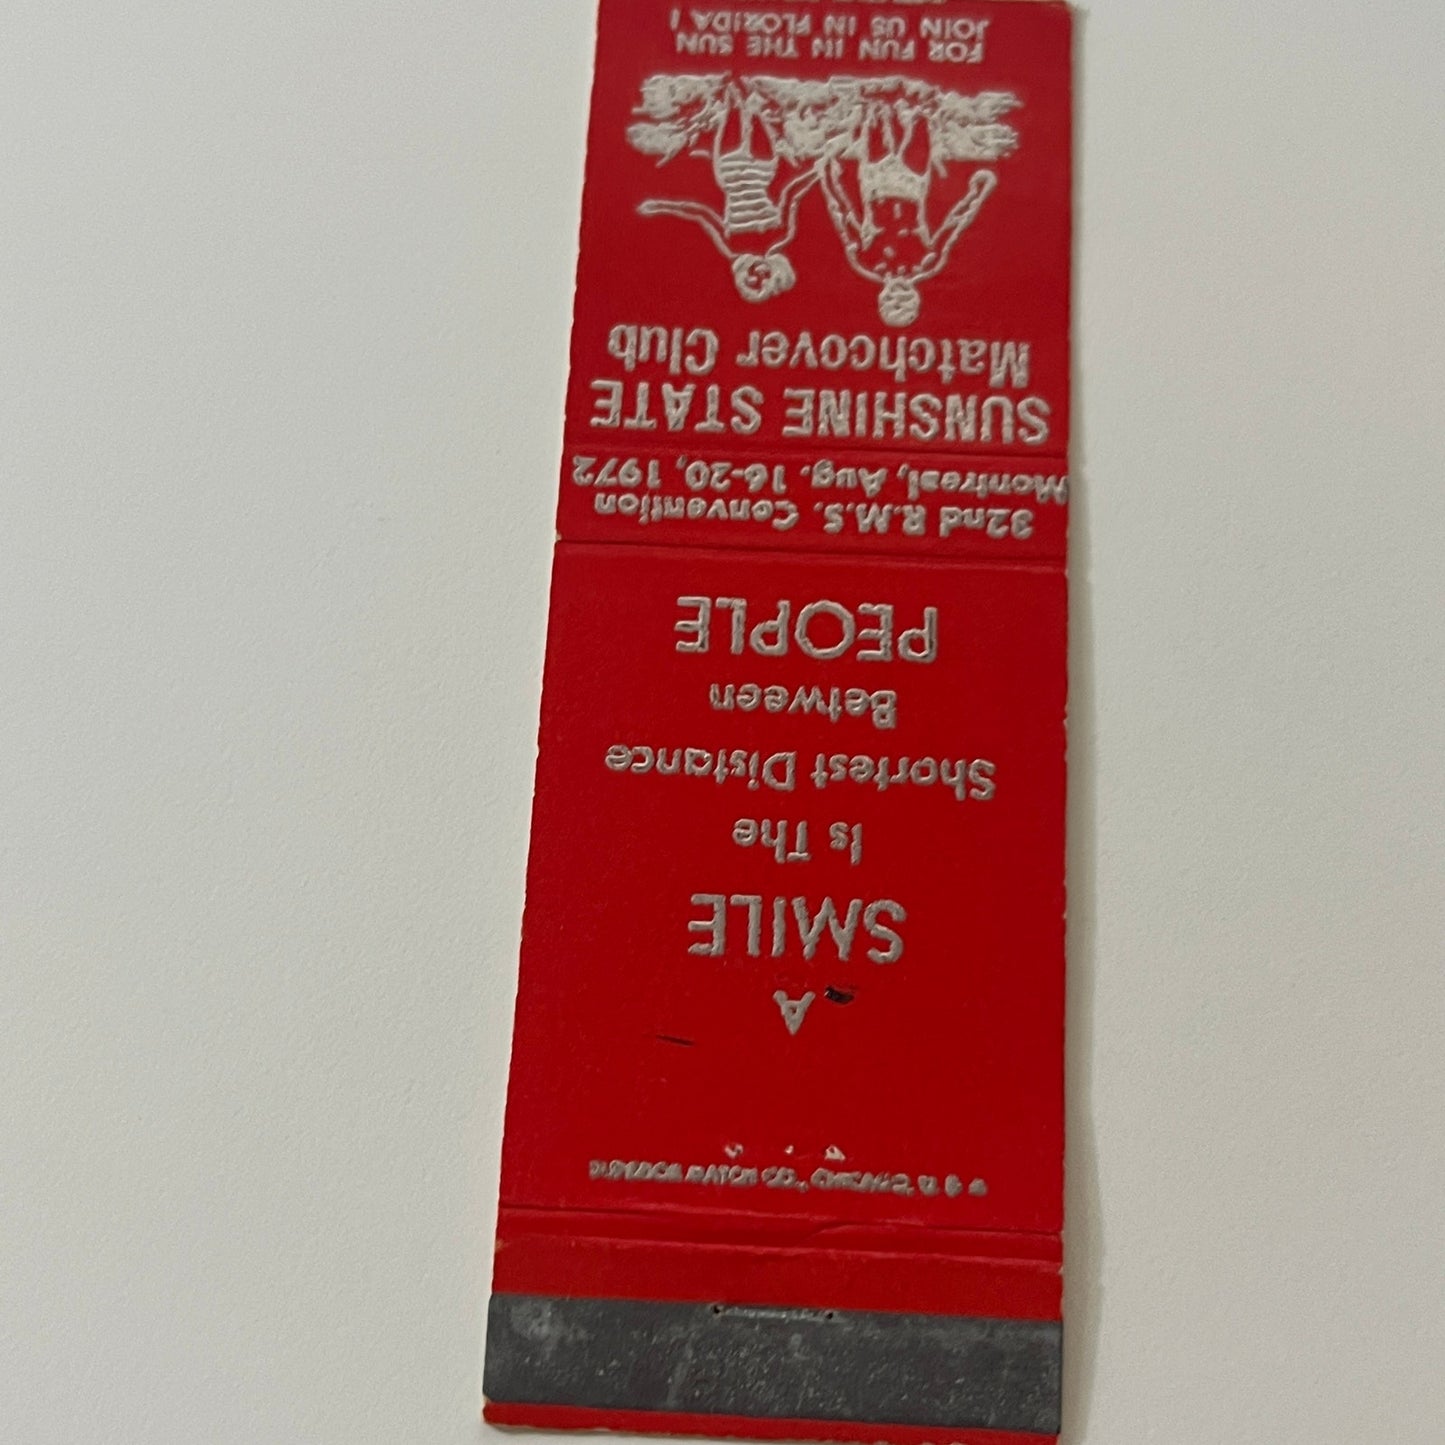 A
SMILE
Is The
Shortest Distance
Between
PEOPLE
32nd R.M.S. Convention
Montreal, Aug. 16-20, 1972
SUNSHINE STATE
Matchcover Club
FOR FUN IN THE SUN
JOIN US IN FLORIDA !